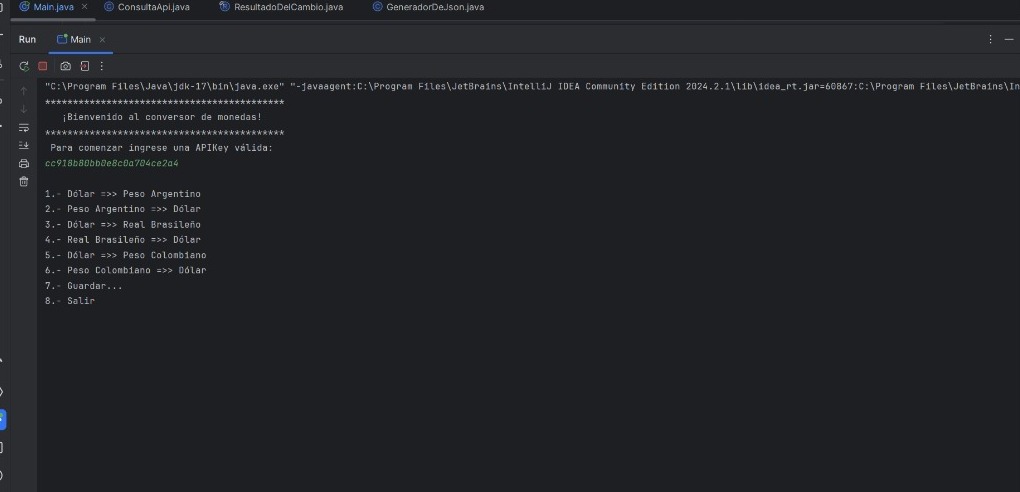 Main.java
ConsultaApi.java
ResultadoDelCambio.java
GeneradorDeJson.java
Run
Main
"C:\Program Files\Java\jdk-17\bin\java.exe" "-javaagent:C:\Program Files\JetBrains\IntelliJ IDEA Community Edition 2024.2.1\lib\idea_rt.jar=60867:C:\Program Files\JetBrains\In
*******************************************
¡Bienvenido al conversor de monedas!
*******************************************
Para comenzar ingrese una APIKey válida:
cc918b80bb0e8c0a704ce2a4
1.- Dólar =>> Peso Argentino
2.- Peso Argentino =>> Dólar
3.- Dólar =>> Real Brasileño
4.- Real Brasileño =>> Dólar
5.- Dólar =>> Peso Colombiano
6.- Peso Colombiano =>> Dólar
7.- Guardar...
8.- Salir